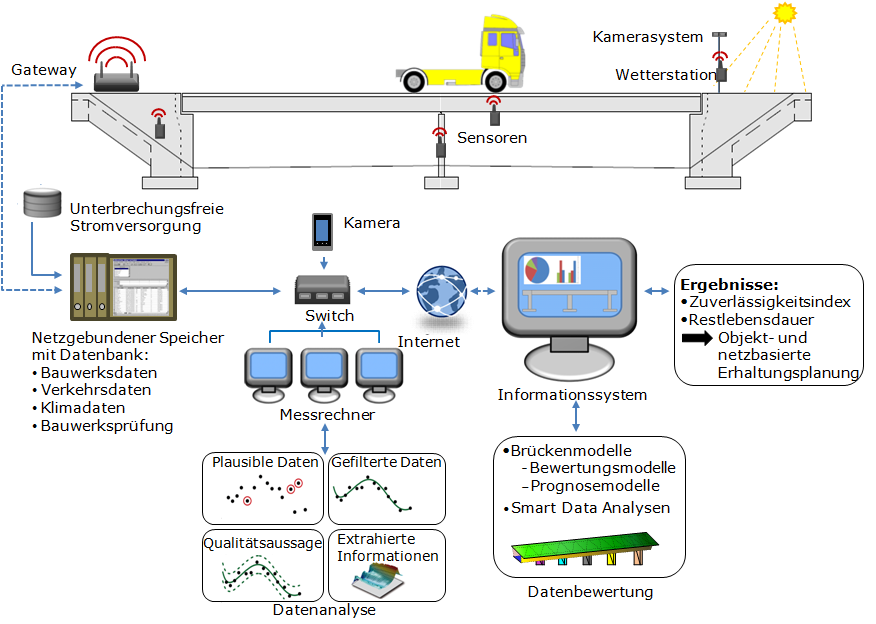 Kamerasystem
Gateway
Wetterstation
Sensoren
Unterbrechungsfreie
Stromversorgung
Kamera
Switch
Internet
Netzgebundener Speicher
mit Datenbank:
• Bauwerksdaten
• Verkehrsdaten
• Klimadaten
• Bauwerksprüfung
Messrechner
Informationssystem
Ergebnisse:
•Zuverlässigkeitsindex
•Restlebensdauer
Objekt- und
netzbasierte
Erhaltungsplanung
Plausible Daten
Gefilterte Daten
Qualitätsaussage
Extrahierte
Informationen
Datenanalyse
•Brückenmodelle
-Bewertungsmodelle
-Prognosemodelle
•Smart Data Analysen
Datenbewertung